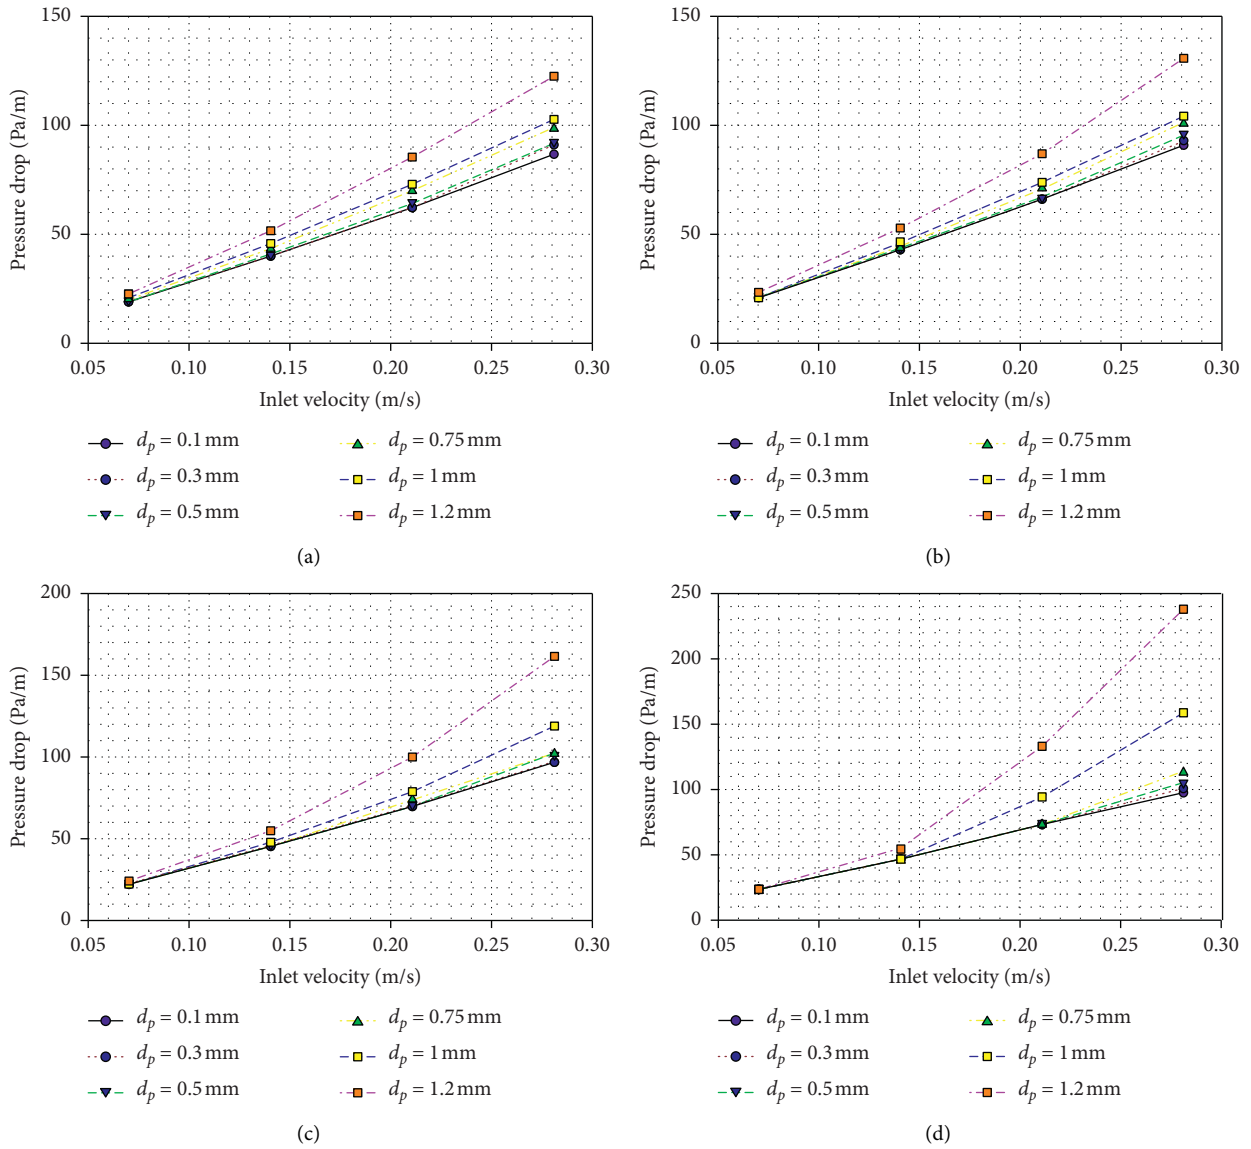 150
100
50
0
0.05 0.10 0.15 0.20 0.25 0.30
Pressure drop (Pa/m)
Inlet velocity (m/s)
dp = 0.1 mm
dp = 0.3 mm
dp = 0.5 mm
dp = 0.75 mm
dp = 1 mm
dp = 1.2 mm
(a)
150
100
50
0
0.05 0.10 0.15 0.20 0.25 0.30
Pressure drop (Pa/m)
Inlet velocity (m/s)
dp = 0.1 mm
dp = 0.3 mm
dp = 0.5 mm
dp = 0.75 mm
dp = 1 mm
dp = 1.2 mm
(b)
200
150
100
50
0
0.05 0.10 0.15 0.20 0.25 0.30
Pressure drop (Pa/m)
Inlet velocity (m/s)
dp = 0.1 mm
dp = 0.3 mm
dp = 0.5 mm
dp = 0.75 mm
dp = 1 mm
dp = 1.2 mm
(c)
250
200
150
100
50
0
0.05 0.10 0.15 0.20 0.25 0.30
Pressure drop (Pa/m)
Inlet velocity (m/s)
dp = 0.1 mm
dp = 0.3 mm
dp = 0.5 mm
dp = 0.75 mm
dp = 1 mm
dp = 1.2 mm
(d)